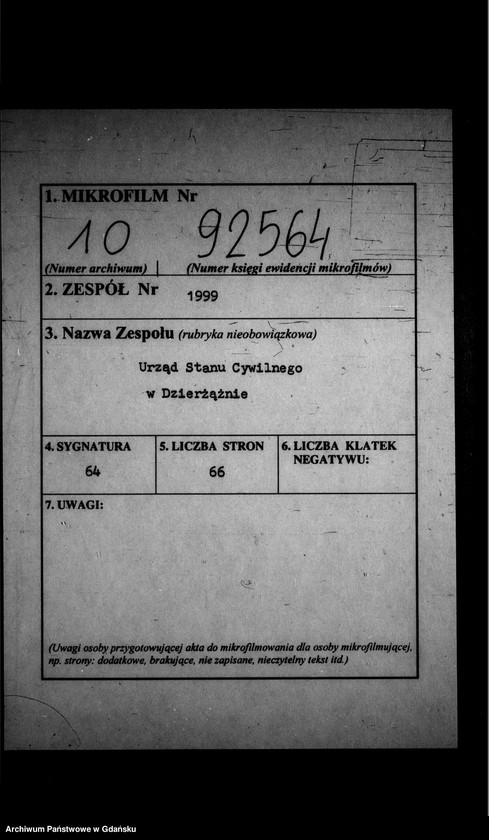 1. MIKROFILM Nr
10 92564
(Numer archiwum) (Numer księgi ewidencji mikrofilmów)
2. ZESPÓŁ Nr 1999
3. Nazwa Zespołu (rubryka nieobowiązkowa)
Urząd Stanu Cywilnego
w Dzierżążnie
4. SYGNATURA 5. LICZBA STRON 6. LICZBA KLATEK
NEGATYWU:
64 66
7. UWAGI:
(Uwagi osoby przygotowującej akta do mikrofilmowania dla osoby mikrofilmującej,
np. strony: dodatkowe, brakujące, nie zapisane, nieczytelny tekst itd.)
Archiwum Państwowe w Gdańsku